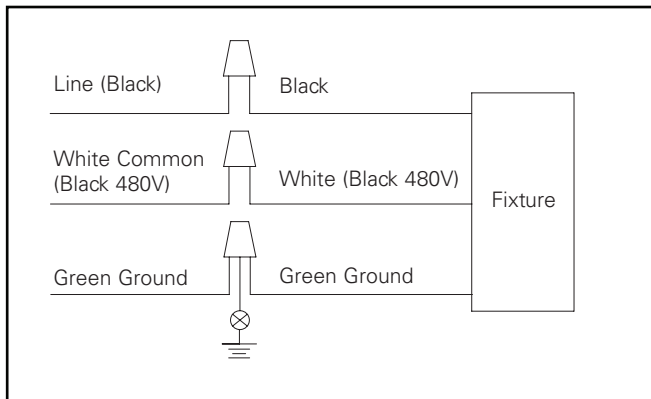 Line (Black)
Black
White Common
(Black 480V)
White (Black 480V)
Fixture
Green Ground
Green Ground